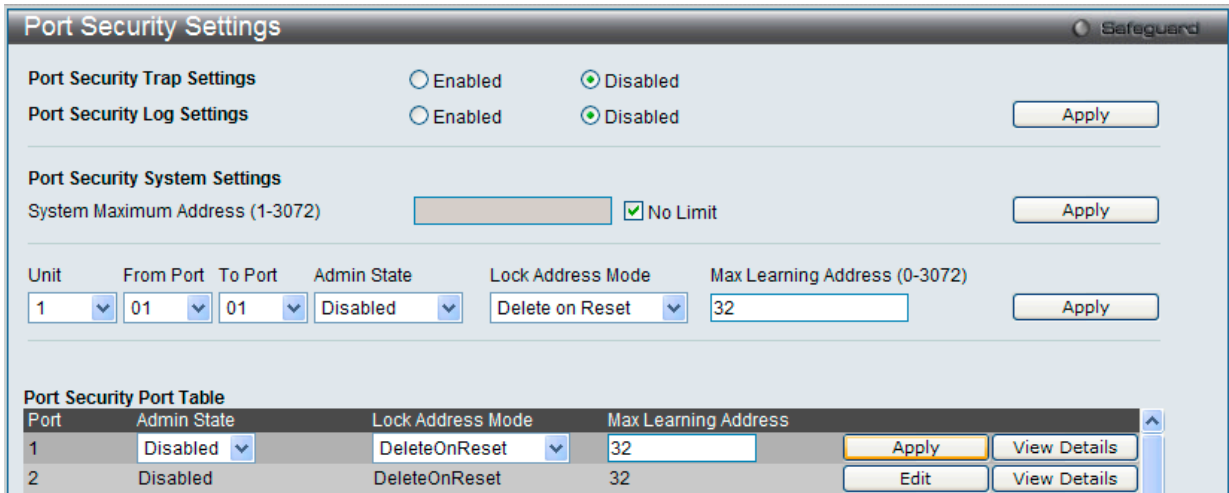 Port Security Settings Safeguard
Port Security Trap Settings Enabled Disabled
Port Security Log Settings Enabled Disabled Apply
Port Security System Settings
System Maximum Address (1-3072) No Limit Apply
Unit From Port To Port Admin State Lock Address Mode Max Learning Address (0-3072)
1 01 01 Disabled Delete on Reset 32 Apply
Port Security Port Table
Port Admin State Lock Address Mode Max Learning Address
1 Disabled DeleteOnReset 32 Apply View Details
2 Disabled DeleteOnReset 32 Edit View Details